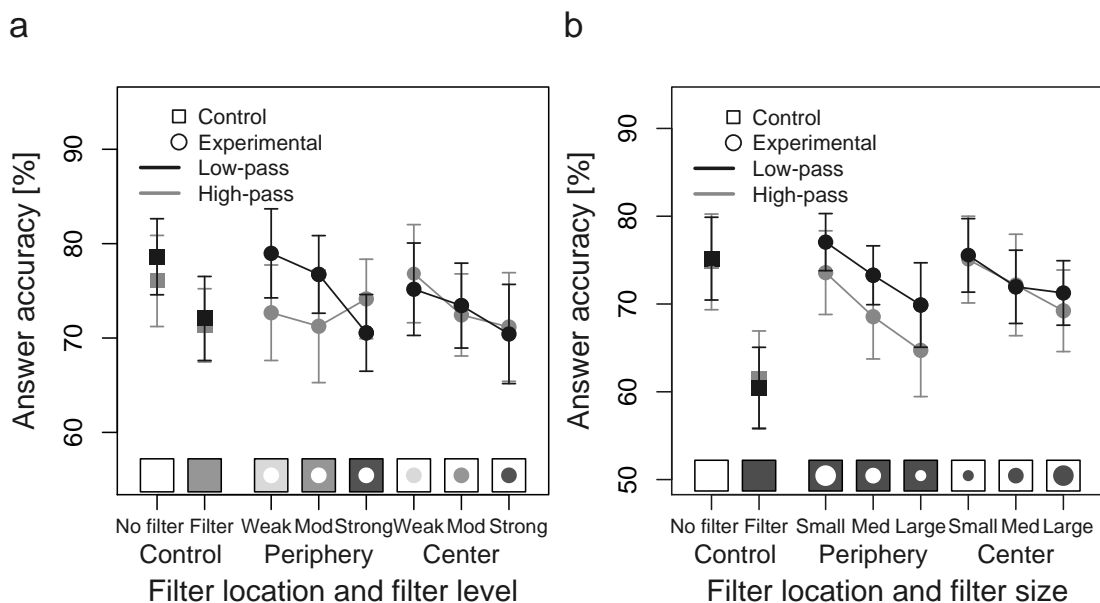 a
Control
Experimental
Low-pass
High-pass
Answer accuracy [%]
90
80
70
60
No filter Filter Weak Mod Strong Weak Mod Strong
Control Periphery Center
Filter location and filter level
b
Control
Experimental
Low-pass
High-pass
Answer accuracy [%]
90
80
70
60
50
No filter Filter Small Med Large Small Med Large
Control Periphery Center
Filter location and filter size